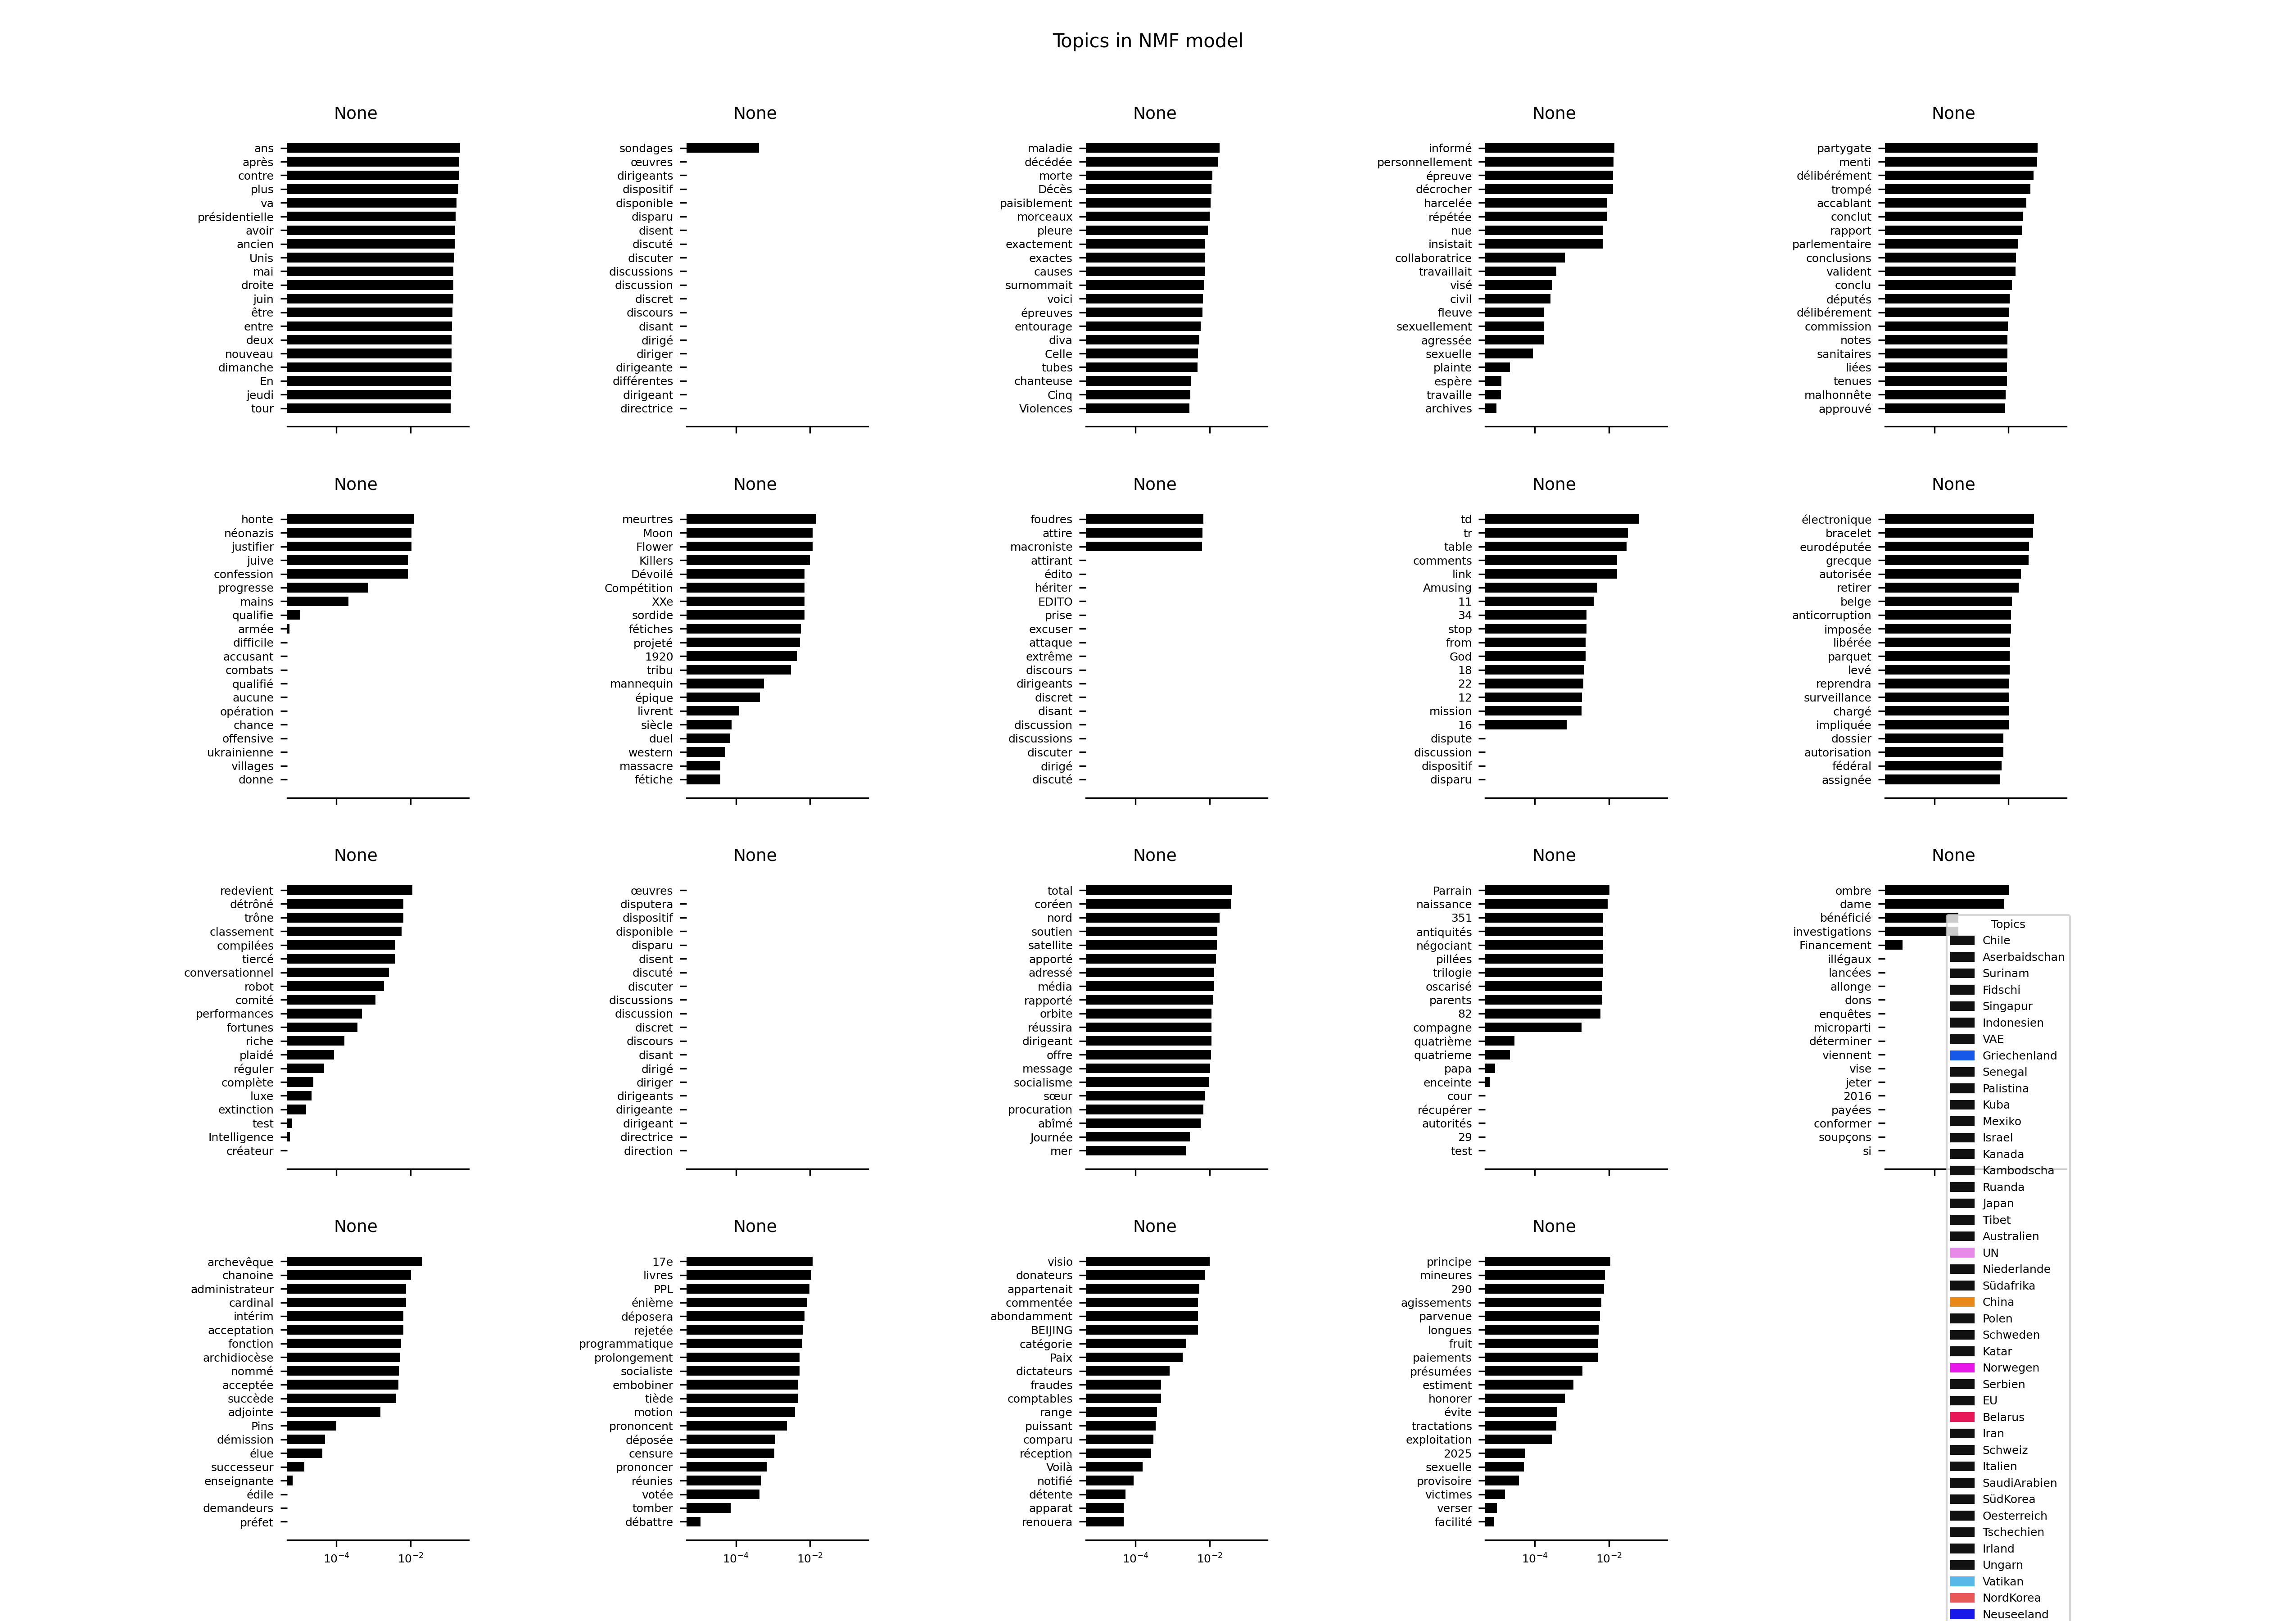 Topics in NMF model
None
ans
après
contre
plus
va
présidentielle
avoir
ancien
Unis
mai
droite
juin
être
entre
deux
nouveau
dimanche
En
jeudi
tour
None
sondages
œuvres
dirigeants
dispositif
disponible
disparu
disent
discuté
discuter
discussions
discussion
discret
discours
disant
dirigé
diriger
dirigeante
différentes
dirigeant
directrice
None
maladie
décédée
morte
Décès
paisiblement
morceaux
pleure
exactement
exactes
causes
surnommait
voici
épreuves
entourage
diva
Celle
tubes
chanteuse
Cinq
Violences
None
informé
personnellement
épreuve
décrocher
harcelée
répétée
nue
insistait
collaboratrice
travaillait
visé
civil
fleuve
sexuellement
agressée
sexuelle
plainte
espère
travaille
archives
None
partygate
menti
délibérément
trompé
accablant
conclut
rapport
parlementaire
conclusions
valident
conclu
députés
délibérement
commission
notes
sanitaires
liées
tenues
malhonnête
approuvé
None
honte
néonazis
justifier
juive
confession
progresse
mains
qualifie
armée
difficile
accusant
combats
qualifié
aucune
opération
chance
offensive
ukrainienne
villages
donne
None
meurtres
Moon
Flower
Killers
Dévoilé
Compétition
XXe
sordide
fétiches
projeté
1920
tribu
mannequin
épique
livrent
siècle
duel
western
massacre
fétiche
None
foudres
attire
macroniste
attirant
édito
hériter
EDITO
prise
excuser
attaque
extrême
discours
dirigeants
discret
disant
discussion
discussions
discuter
dirigé
discuté
None
td
tr
table
comments
link
Amusing
11
34
stop
from
God
18
22
12
mission
16
dispute
discussion
dispositif
disparu
None
électronique
bracelet
eurodéputée
grecque
autorisée
retirer
belge
anticorruption
imposée
libérée
parquet
levé
reprendra
surveillance
chargé
impliquée
dossier
autorisation
fédéral
assignée
None
redevient
détrôné
trône
classement
compilées
tiercé
conversationnel
robot
comité
performances
fortunes
riche
plaidé
réguler
complète
luxe
extinction
test
Intelligence
créateur
None
œuvres
disputera
dispositif
disponible
disparu
disent
discuté
discuter
discussions
discussion
discret
discours
disant
dirigé
diriger
dirigeants
dirigeante
dirigeant
directrice
direction
None
total
coréen
nord
soutien
satellite
apporté
adressé
média
rapporté
orbite
réussira
dirigeant
offre
message
socialisme
sœur
procuration
abîmé
Journée
mer
None
Parrain
naissance
351
antiquités
négociant
pillées
trilogie
oscarisé
parents
82
compagne
quatrième
quatrieme
papa
enceinte
cour
récupérer
autorités
29
test
None
ombre
dame
bénéficié
investigations
Financement
illégaux
lancées
allonge
dons
enquêtes
microparti
déterminer
viennent
vise
jeter
2016
payées
conformer
soupçons
si
None
archevêque
chanoine
administrateur
cardinal
intérim
acceptation
fonction
archidiocèse
nommé
acceptée
succède
adjointe
Pins
démission
élue
successeur
enseignante
édile
demandeurs
préfet
10⁻⁴ 10⁻²
None
17e
livres
PPL
énième
déposera
rejetée
programmatique
prolongement
socialiste
embobiner
tiède
motion
prononcent
déposée
censure
prononcer
réunies
votée
tomber
débattre
10⁻⁴ 10⁻²
None
visio
donateurs
appartenait
commentée
abondamment
BEIJING
catégorie
Paix
dictateurs
fraudes
comptables
range
puissant
comparu
réception
Voilà
notifié
détente
apparat
renouera
10⁻⁴ 10⁻²
None
principe
mineures
290
agissements
parvenue
longues
fruit
paiements
présumées
estiment
honorer
évite
tractations
exploitation
2025
sexuelle
provisoire
victimes
verser
facilité
10⁻⁴ 10⁻²
Topics
Chile
Aserbaidschan
Surinam
Fidschi
Singapur
Indonesien
VAE
Griechenland
Senegal
Palistina
Kuba
Mexiko
Israel
Kanada
Kambodscha
Ruanda
Japan
Tibet
Australien
UN
Niederlande
Südafrika
China
Polen
Schweden
Katar
Norwegen
Serbien
EU
Belarus
Iran
Schweiz
Italien
SaudiArabien
SüdKorea
Oesterreich
Tschechien
Irland
Ungarn
Vatikan
NordKorea
Neuseeland